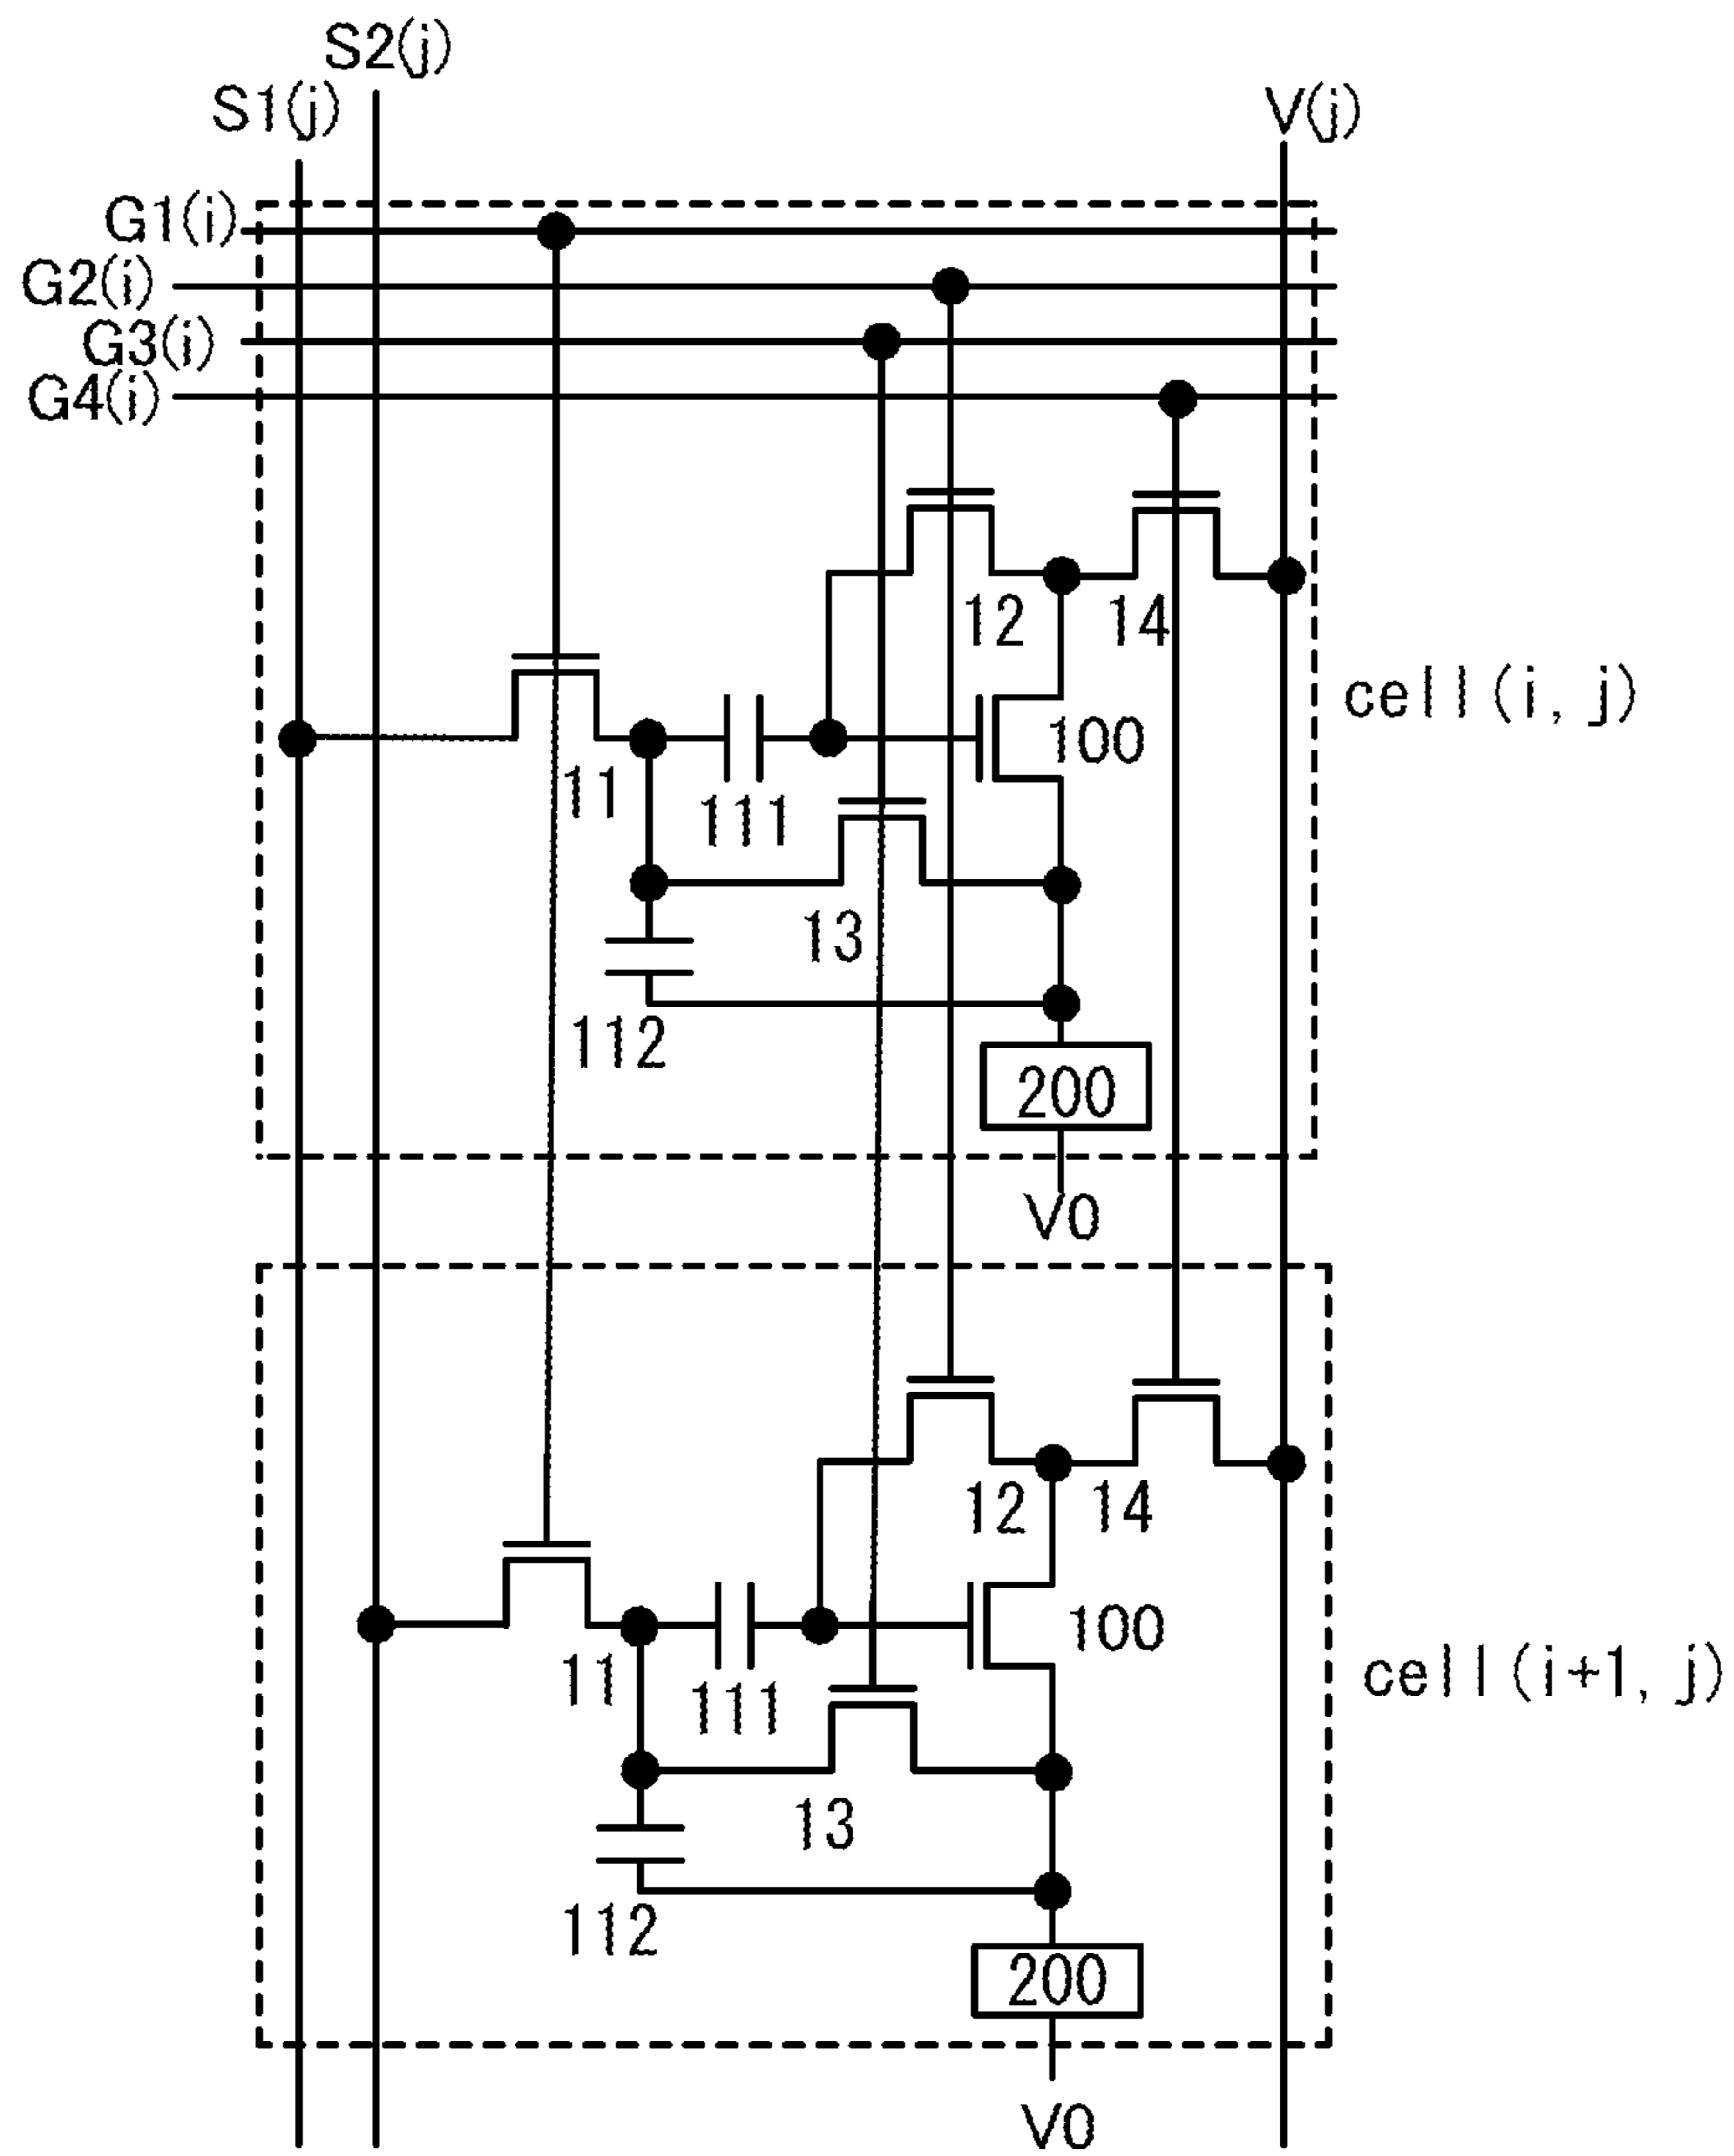 S2(j)
S1(j)
V(j)
G1(i)
G2(i)
G3(i)
G4(i)
12
14
cell(i, j)
100
11
111
13
112
200
V0
12
14
100
cell(i+1, j)
11
111
13
112
200
V0